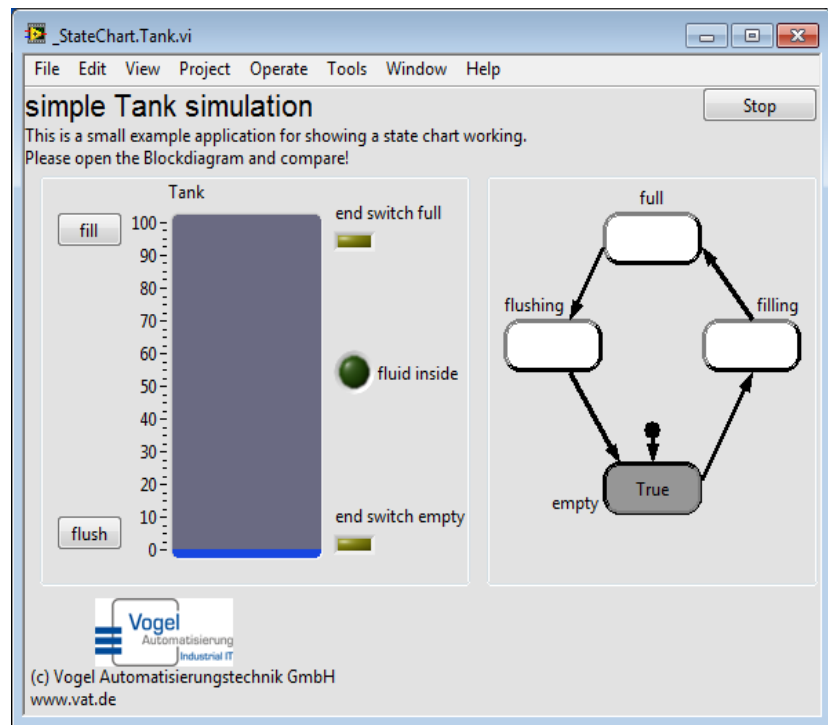 _StateChart.Tank.vi
File Edit View Project Operate Tools Window Help
simple Tank simulation
Stop
This is a small example application for showing a state chart working.
Please open the Blockdiagram and compare!
Tank
fill
100
90
80
70
60
50
40
30
20
10
0
flush
end switch full
fluid inside
end switch empty
full
flushing
filling
True
empty
Vogel
Automatisierung
Industrial IT
(c) Vogel Automatisierungstechnik GmbH
www.vat.de